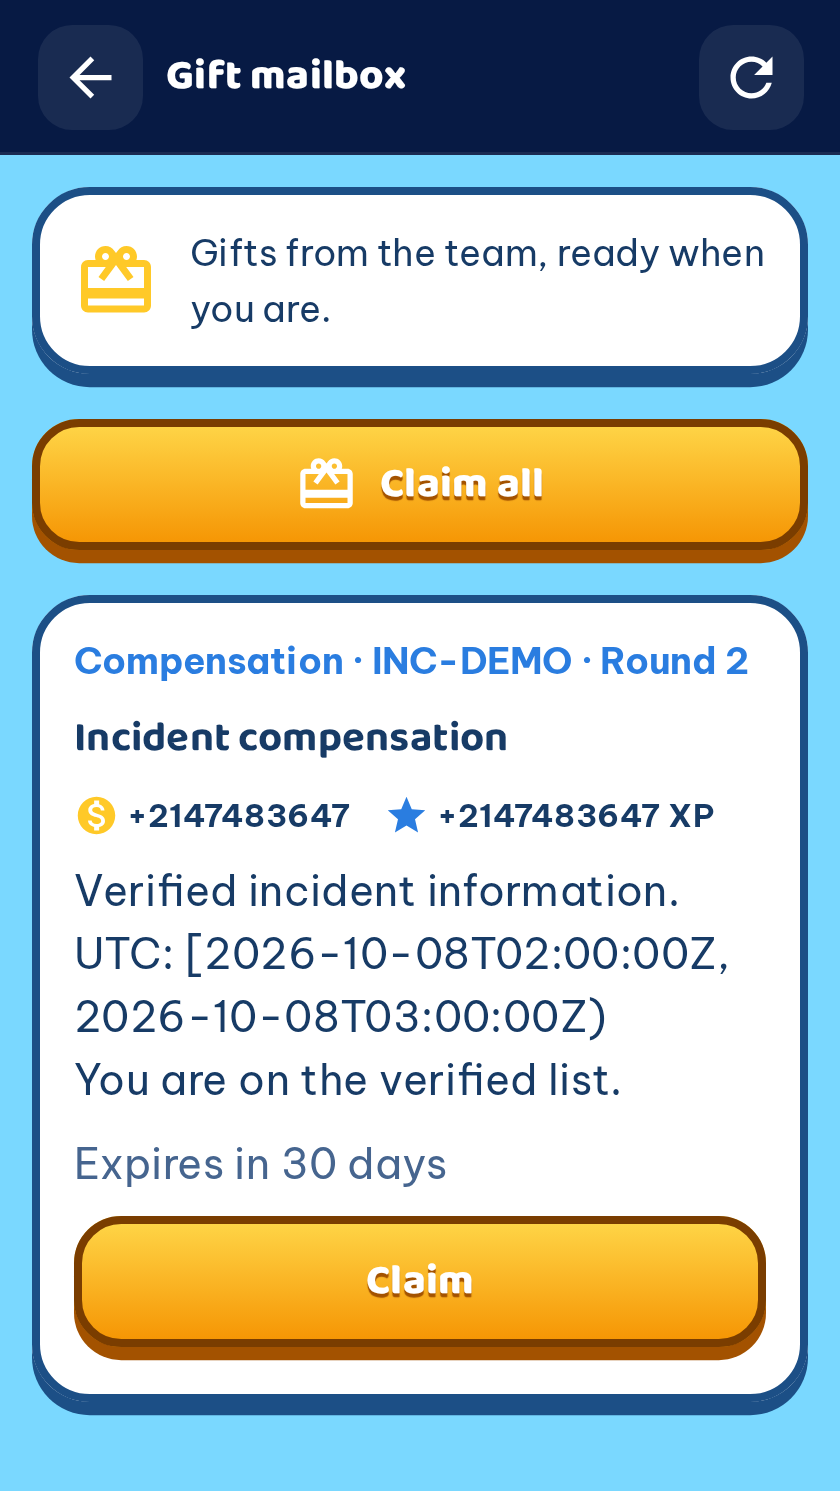 Gift mailbox
Gifts from the team, ready when
you are.
Claim all
Compensation · INC-DEMO · Round 2
Incident compensation
+2147483647 +2147483647 XP
Verified incident information.
UTC: [2026-10-08T02:00:00Z,
2026-10-08T03:00:00Z)
You are on the verified list.
Expires in 30 days
Claim